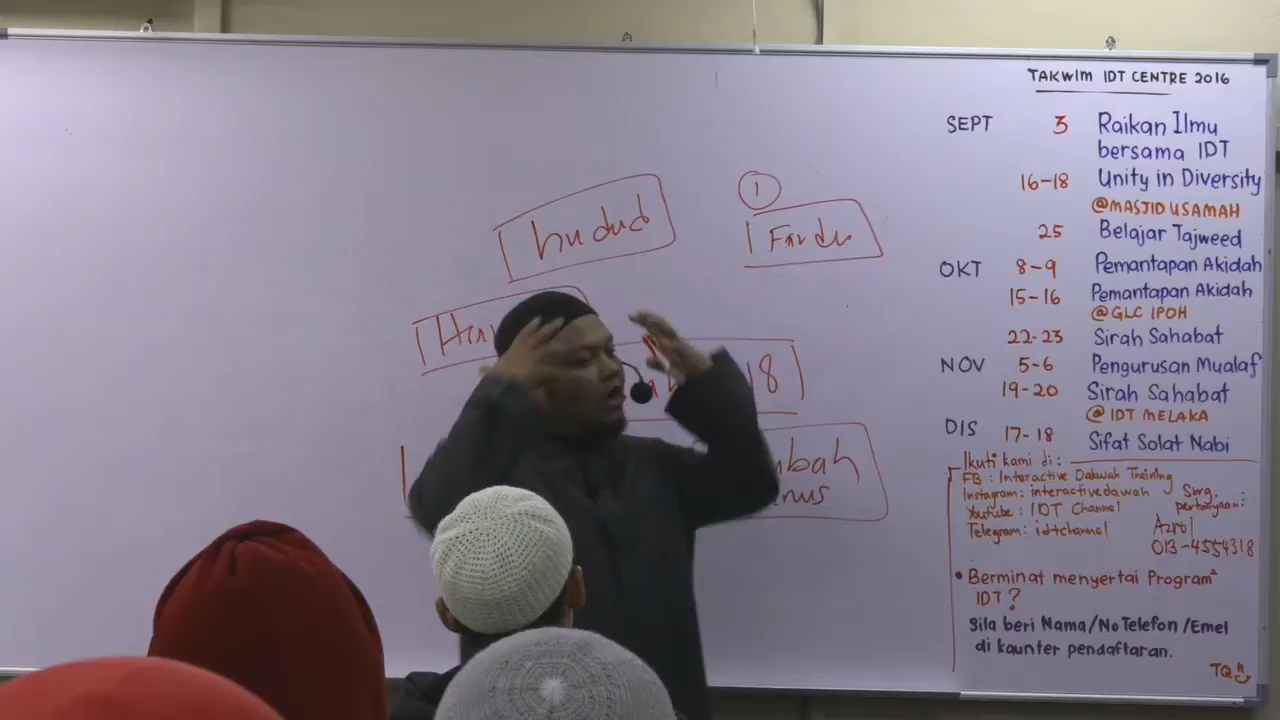 TAKWIM IDT CENTRE 2016
SEPT 3 Raikan Ilmu
bersama IDT
16-18 Unity in Diversity
@MASJID USAMAH
25 Belajar Tajweed
OKT 8-9 Pemantapan Akidah
15-16 Pemantapan Akidah
@GLC IPOH
22-23 Sirah Sahabat
NOV 5-6 Pengurusan Mualaf
19-20 Sirah Sahabat
@IDT MELAKA
DIS 17-18 Sifat Solat Nabi
Ikuti kami di:
FB: Interactive Dakwah Training
Instagram: interactivedawah
Youtube: IDT Channel
Telegram: idtchannel
Sbrg. pertanyaan:
Azrol
013-4554318
• Berminat menyertai Program²
IDT?
Sila beri Nama/No Telefon/Emel
di kaunter pendaftaran.
TQ
hudud
1
Fardu
18